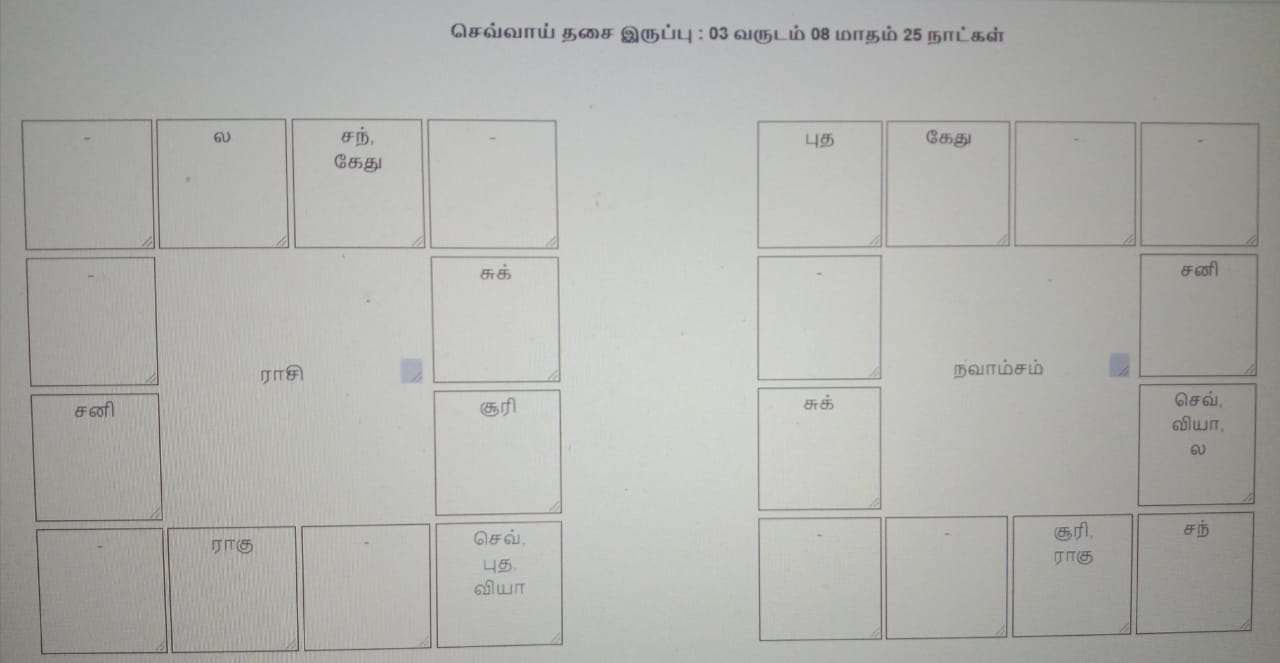 செவ்வாய் தசை இருப்பு : 03 வருடம் 08 மாதம் 25 நாட்கள்
-
ல
சந்,
கேது
-
-
சுக்
ராசி
சனி
சூரி
-
ராகு
-
செவ்,
புத,
வியா
புத
கேது
-
-
-
சனி
நவாம்சம்
சுக்
செவ்,
வியா,
ல
-
-
சூரி,
ராகு
சந்